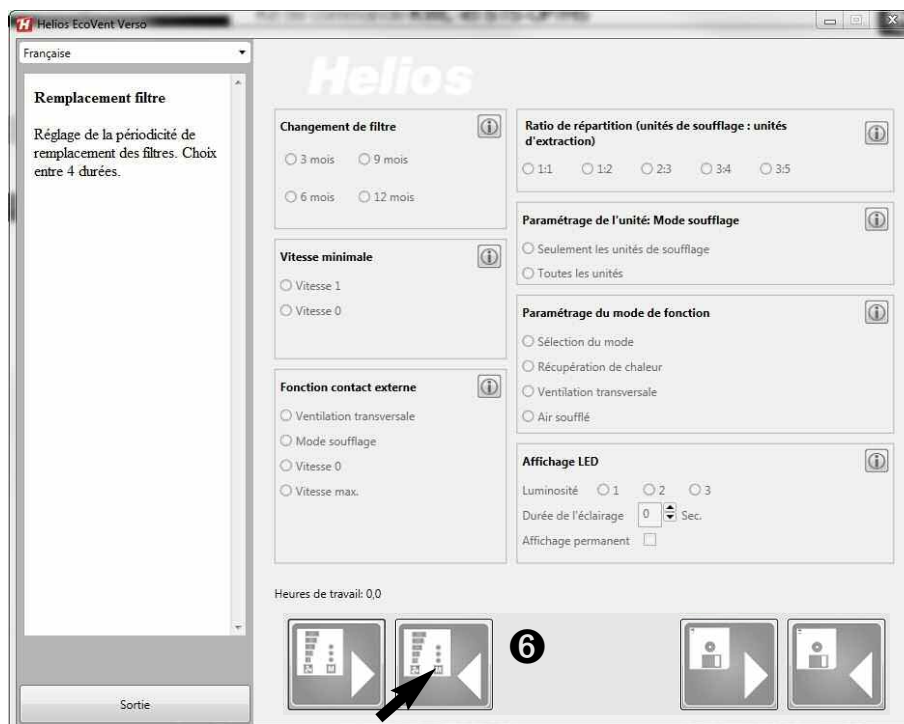 Helios EcoVent Verso
Française
Remplacement filtre
Réglage de la périodicité de
remplacement des filtres. Choix
entre 4 durées.
Sortie
Helios
Changement de filtre
3 mois 9 mois
6 mois 12 mois
Vitesse minimale
Vitesse 1
Vitesse 0
Fonction contact externe
Ventilation transversale
Mode soufflage
Vitesse 0
Vitesse max.
Ratio de répartition (unités de soufflage : unités
d'extraction)
1:1 1:2 2:3 3:4 3:5
Paramétrage de l'unité: Mode soufflage
Seulement les unités de soufflage
Toutes les unités
Paramétrage du mode de fonction
Sélection du mode
Récupération de chaleur
Ventilation transversale
Air soufflé
Affichage LED
Luminosité 1 2 3
Durée de l'éclairage 0 Sec.
Affichage permanent
Heures de travail: 0,0
6